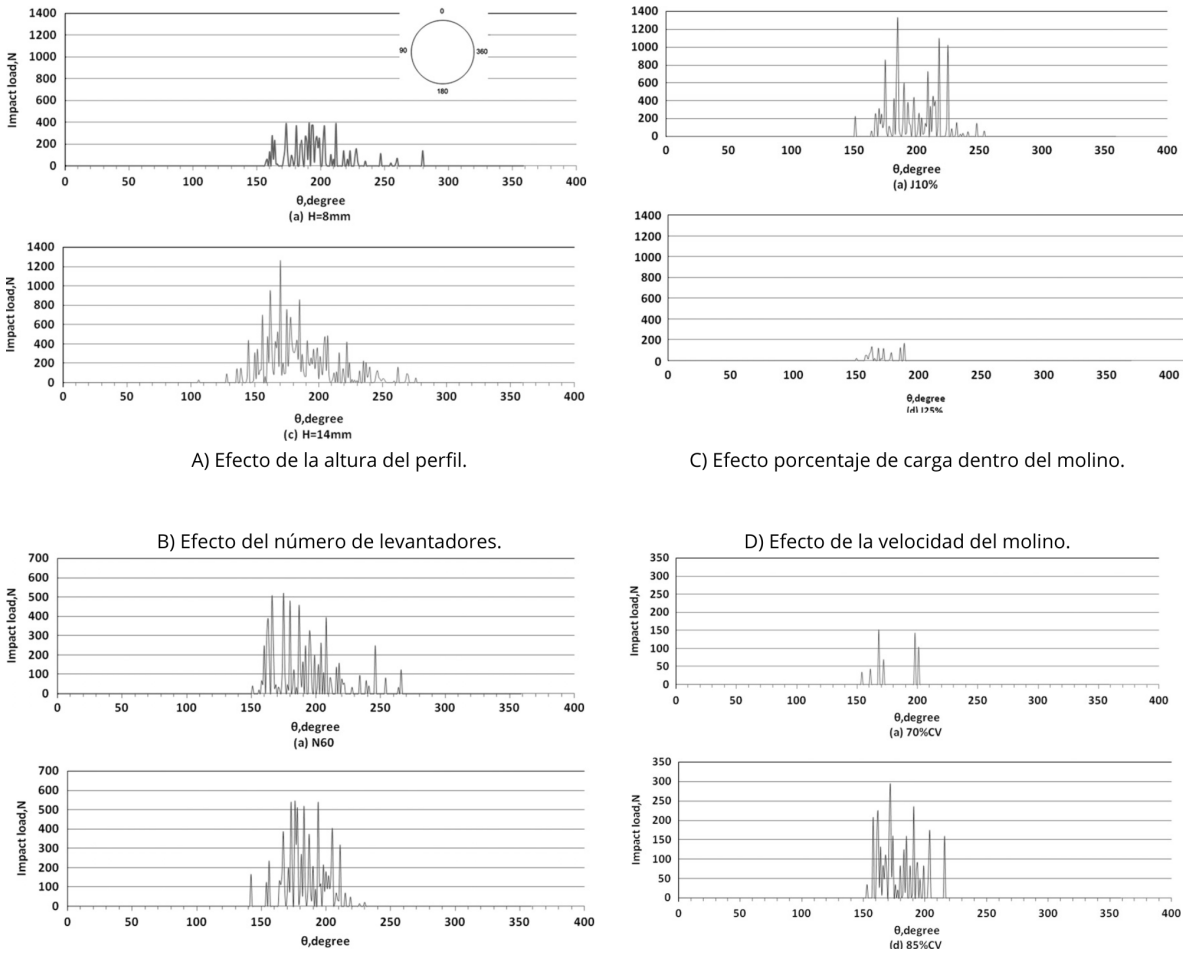 1400
1200
1000
800
600
400
200
0
Impact load,N
0
90
360
180
0 50 100 150 200 250 300 350 400
θ,degree
(a) H=8mm
1400
1200
1000
800
600
400
200
0
Impact load,N
0 50 100 150 200 250 300 350 400
θ,degree
(c) H=14mm
A) Efecto de la altura del perfil.
1400
1200
1000
800
600
400
200
0
0 50 100 150 200 250 300 350 400
θ,degree
(a) J10%
1400
1200
1000
800
600
400
200
0
0 50 100 150 200 250 300 350 400
θ,degree
(d) J25%
C) Efecto porcentaje de carga dentro del molino.
B) Efecto del número de levantadores.
700
600
500
400
300
200
100
0
Impact load,N
0 50 100 150 200 250 300 350 400
θ,degree
(a) N60
700
600
500
400
300
200
100
0
Impact load,N
0 50 100 150 200 250 300 350 400
θ,degree
D) Efecto de la velocidad del molino.
350
300
250
200
150
100
50
0
Impact load,N
0 50 100 150 200 250 300 350 400
θ,degree
(a) 70%CV
350
300
250
200
150
100
50
0
Impact load,N
0 50 100 150 200 250 300 350 400
θ,degree
(d) 85%CV